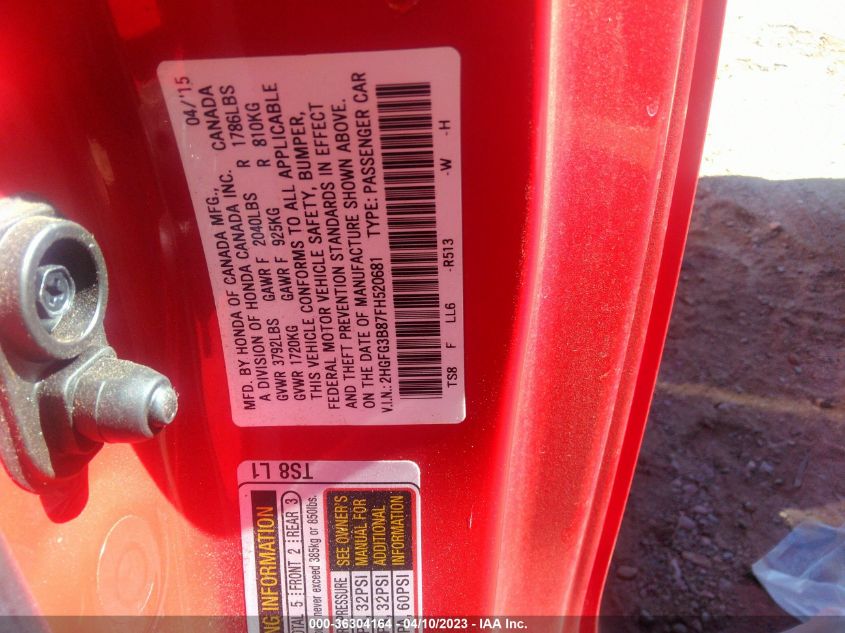 04/'15
MFD. BY HONDA OF CANADA MFG.,
A DIVISION OF HONDA CANADA INC. CANADA
GVWR 3792LBS GAWR F 2040LBS R 1786LBS
GVWR 1720KG GAWR F 925KG R 810KG
THIS VEHICLE CONFORMS TO ALL APPLICABLE
FEDERAL MOTOR VEHICLE SAFETY, BUMPER,
AND THEFT PREVENTION STANDARDS IN EFFECT
ON THE DATE OF MANUFACTURE SHOWN ABOVE.
V.I.N.: 2HGFG3B87FH520681 TYPE: PASSENGER CAR
TS8 F LL6 -R513 -W -H
TS8 L1
INFORMATION
5 FRONT 2 REAR 3
never exceed 385kg or 850lbs.
SEE OWNER'S
MANUAL FOR
ADDITIONAL
INFORMATION
32PSI
32PSI
60PSI
000-36304164 - 04/10/2023 - IAA Inc.